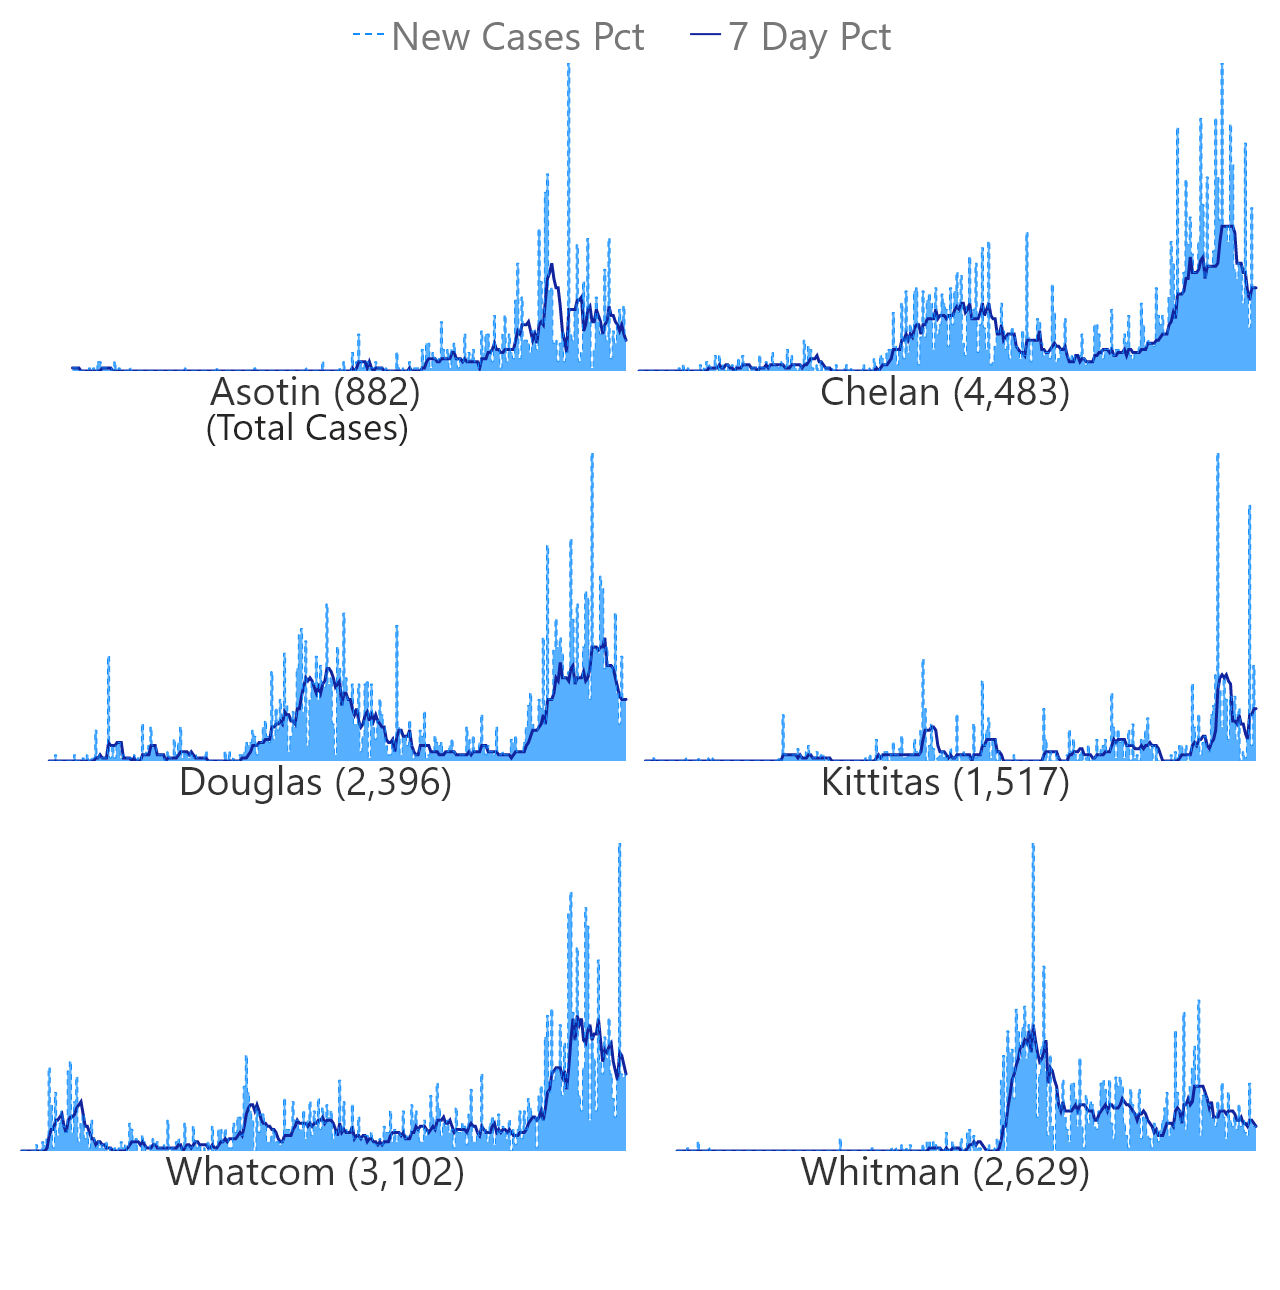 New Cases Pct 7 Day Pct
Asotin (882) Chelan (4,483)
(Total Cases)
Douglas (2,396) Kittitas (1,517)
Whatcom (3,102) Whitman (2,629)